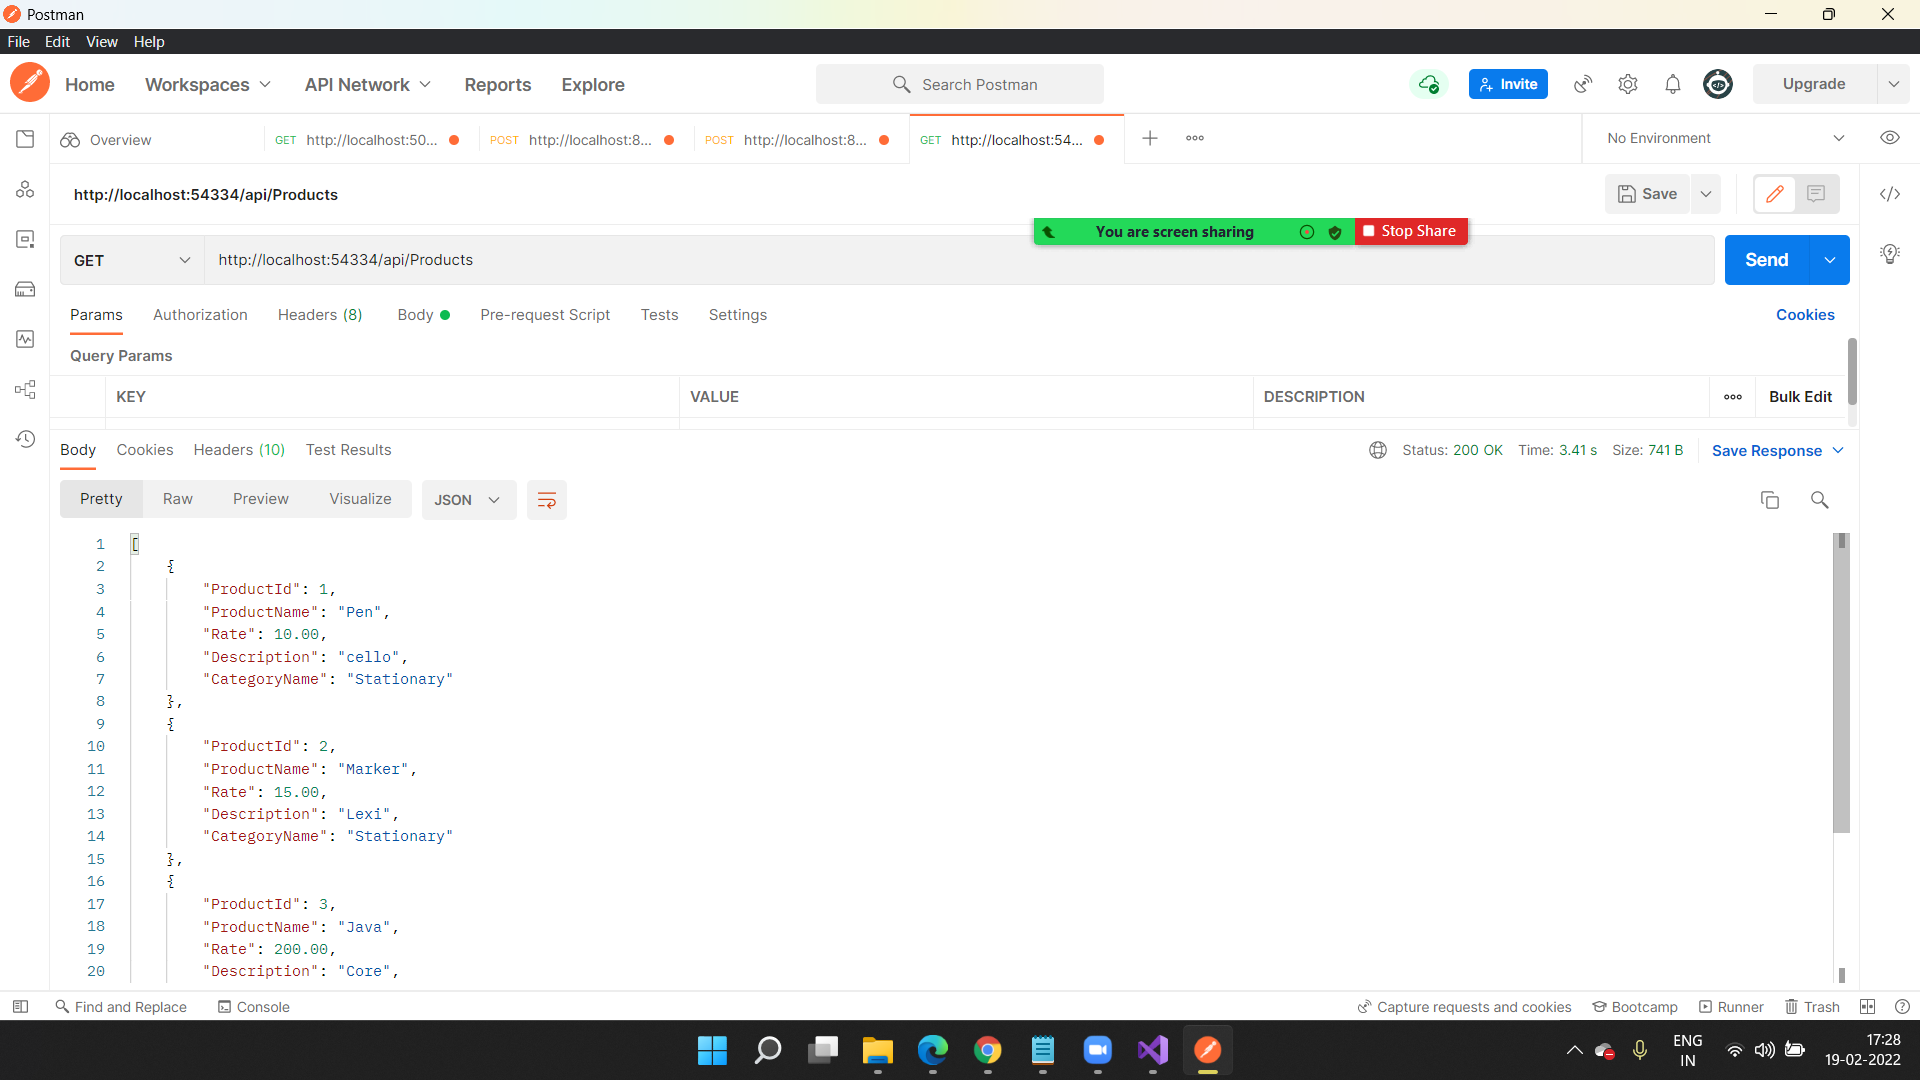 Postman
File Edit View Help
Home Workspaces API Network Reports Explore Search Postman Invite Upgrade
Overview GET http://localhost:50... POST http://localhost:8... POST http://localhost:8... GET http://localhost:54... No Environment
http://localhost:54334/api/Products Save
You are screen sharing Stop Share
GET http://localhost:54334/api/Products Send
Params Authorization Headers (8) Body Pre-request Script Tests Settings Cookies
Query Params
KEY VALUE DESCRIPTION Bulk Edit
Body Cookies Headers (10) Test Results Status: 200 OK Time: 3.41 s Size: 741 B Save Response
Pretty Raw Preview Visualize JSON
1 [
2 {
3 "ProductId": 1,
4 "ProductName": "Pen",
5 "Rate": 10.00,
6 "Description": "cello",
7 "CategoryName": "Stationary"
8 },
9 {
10 "ProductId": 2,
11 "ProductName": "Marker",
12 "Rate": 15.00,
13 "Description": "Lexi",
14 "CategoryName": "Stationary"
15 },
16 {
17 "ProductId": 3,
18 "ProductName": "Java",
19 "Rate": 200.00,
20 "Description": "Core",
Find and Replace Console Capture requests and cookies Bootcamp Runner Trash
ENG 17:28
IN 19-02-2022